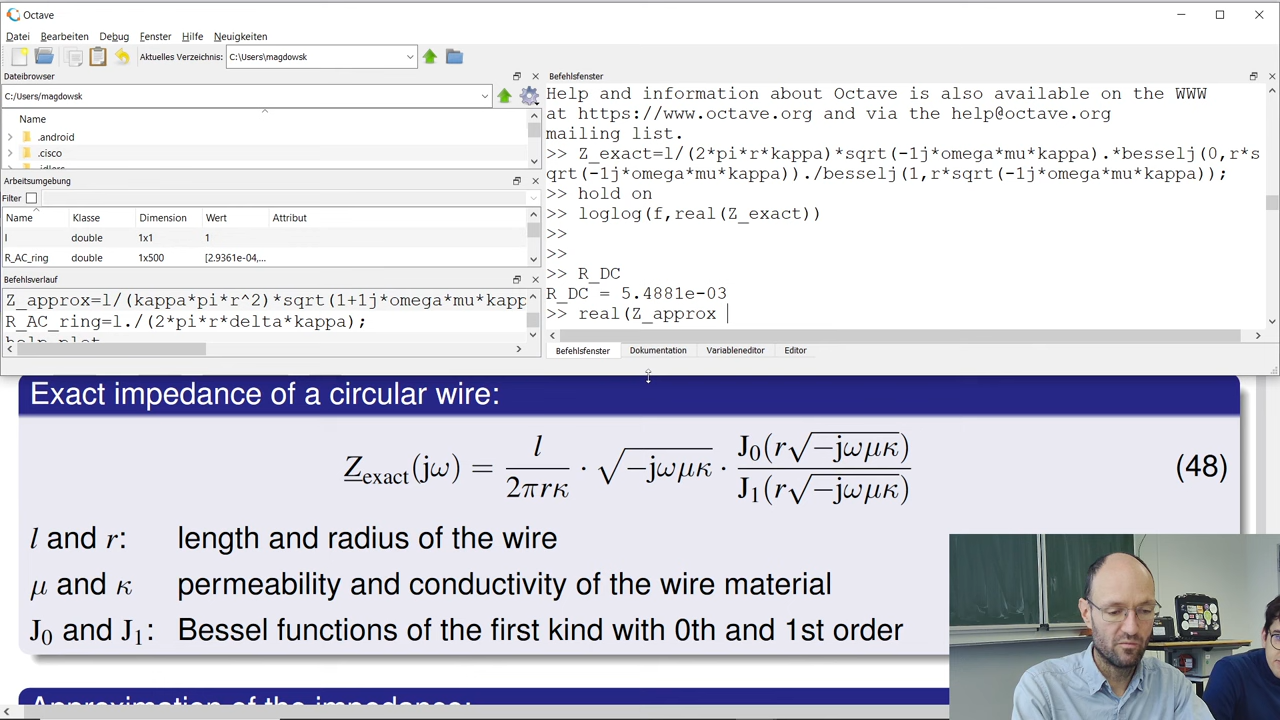 Octave
Datei Bearbeiten Debug Fenster Hilfe Neuigkeiten
Aktuelles Verzeichnis: C:\Users\magdowsk
Dateibrowser
C:/Users/magdowsk
Name
.android
.cisco
Arbeitsumgebung
Filter
Name Klasse Dimension Wert Attribut
l double 1x1 1
R_AC_ring double 1x500 [2.9361e-04,...
Befehlsverlauf
Z_approx=l/(kappa*pi*r^2)*sqrt(1+1j*omega*mu*kapp
R_AC_ring=l./(2*pi*r*delta*kappa);
help plot
Befehlsfenster
Help and information about Octave is also available on the WWW
at https://www.octave.org and via the help@octave.org
mailing list.
>> Z_exact=l/(2*pi*r*kappa)*sqrt(-1j*omega*mu*kappa).*besselj(0,r*s
qrt(-1j*omega*mu*kappa))./besselj(1,r*sqrt(-1j*omega*mu*kappa));
>> hold on
>> loglog(f,real(Z_exact))
>>
>>
>> R_DC
R_DC = 5.4881e-03
>> real(Z_approx
Befehlsfenster Dokumentation Variableneditor Editor
Exact impedance of a circular wire:
Z_exact(jω) = l/(2πrκ) · √(−jωμκ) · J₀(r√(−jωμκ))/J₁(r√(−jωμκ)) (48)
l and r: length and radius of the wire
μ and κ permeability and conductivity of the wire material
J₀ and J₁: Bessel functions of the first kind with 0th and 1st order
Approximation of the impedance: